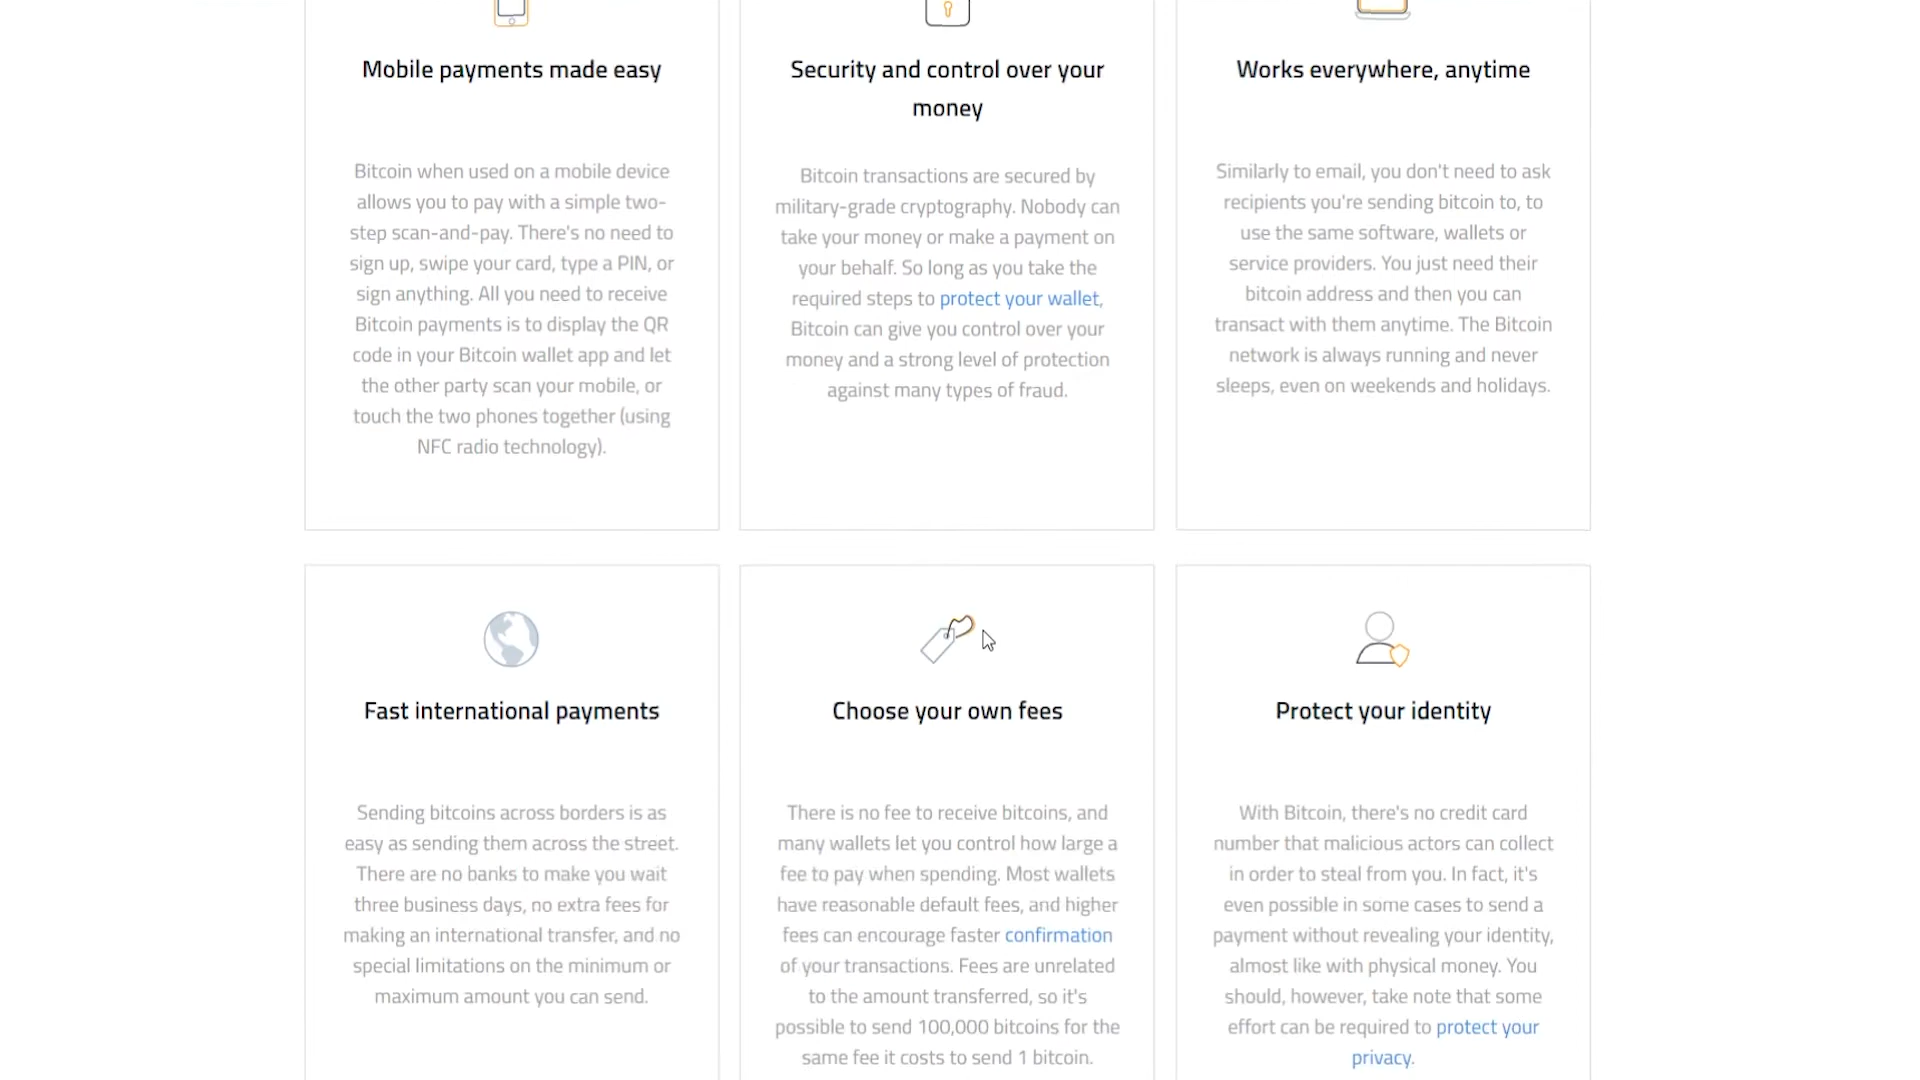 Mobile payments made easy
Bitcoin when used on a mobile device
allows you to pay with a simple two-
step scan-and-pay. There's no need to
sign up, swipe your card, type a PIN, or
sign anything. All you need to receive
Bitcoin payments is to display the QR
code in your Bitcoin wallet app and let
the other party scan your mobile, or
touch the two phones together (using
NFC radio technology).
Security and control over your
money
Bitcoin transactions are secured by
military-grade cryptography. Nobody can
take your money or make a payment on
your behalf. So long as you take the
required steps to protect your wallet,
Bitcoin can give you control over your
money and a strong level of protection
against many types of fraud.
Works everywhere, anytime
Similarly to email, you don't need to ask
recipients you're sending bitcoin to, to
use the same software, wallets or
service providers. You just need their
bitcoin address and then you can
transact with them anytime. The Bitcoin
network is always running and never
sleeps, even on weekends and holidays.
Fast international payments
Sending bitcoins across borders is as
easy as sending them across the street.
There are no banks to make you wait
three business days, no extra fees for
making an international transfer, and no
special limitations on the minimum or
maximum amount you can send.
Choose your own fees
There is no fee to receive bitcoins, and
many wallets let you control how large a
fee to pay when spending. Most wallets
have reasonable default fees, and higher
fees can encourage faster confirmation
of your transactions. Fees are unrelated
to the amount transferred, so it's
possible to send 100,000 bitcoins for the
same fee it costs to send 1 bitcoin.
Protect your identity
With Bitcoin, there's no credit card
number that malicious actors can collect
in order to steal from you. In fact, it's
even possible in some cases to send a
payment without revealing your identity,
almost like with physical money. You
should, however, take note that some
effort can be required to protect your
privacy.